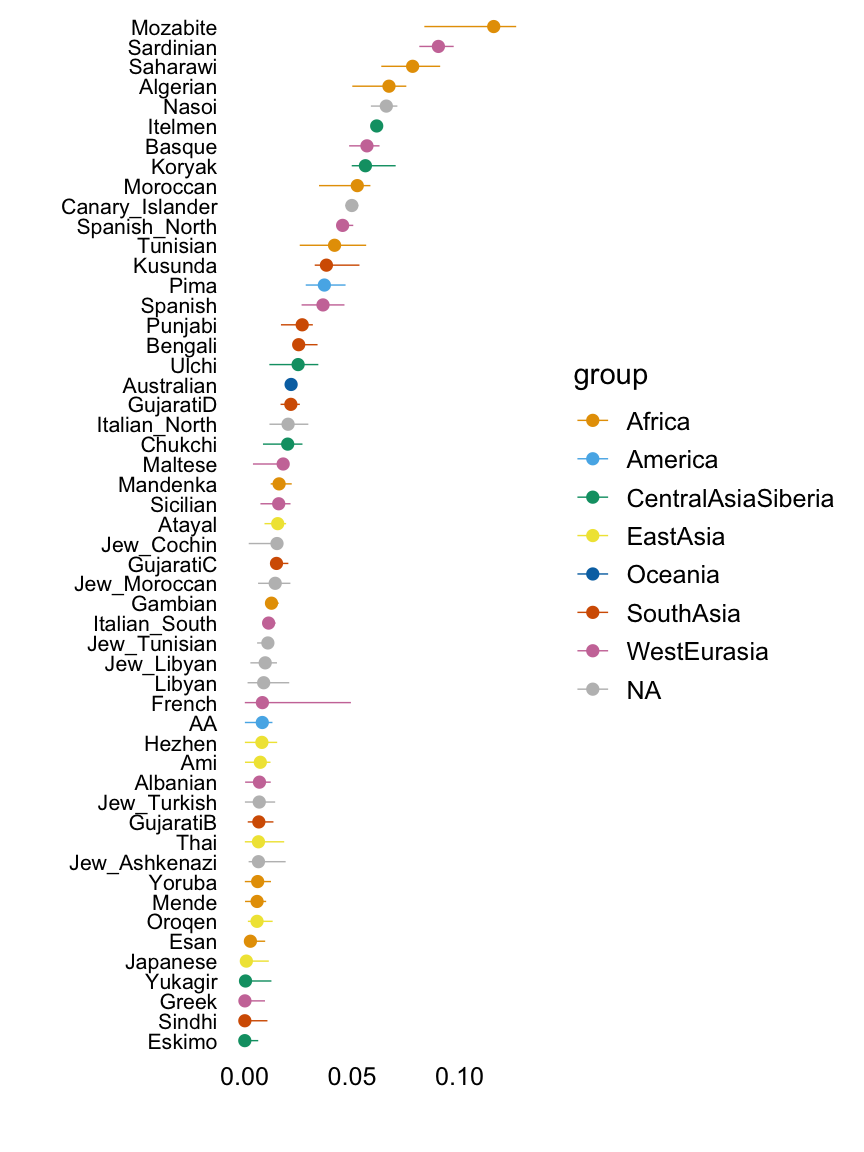 Mozabite
Sardinian
Saharawi
Algerian
Nasoi
Itelmen
Basque
Koryak
Moroccan
Canary_Islander
Spanish_North
Tunisian
Kusunda
Pima
Spanish
Punjabi
Bengali
Ulchi
Australian
GujaratiD
Italian_North
Chukchi
Maltese
Mandenka
Sicilian
Atayal
Jew_Cochin
GujaratiC
Jew_Moroccan
Gambian
Italian_South
Jew_Tunisian
Jew_Libyan
Libyan
French
AA
Hezhen
Ami
Albanian
Jew_Turkish
GujaratiB
Thai
Jew_Ashkenazi
Yoruba
Mende
Oroqen
Esan
Japanese
Yukagir
Greek
Sindhi
Eskimo
0.00 0.05 0.10
group
Africa
America
CentralAsiaSiberia
EastAsia
Oceania
SouthAsia
WestEurasia
NA